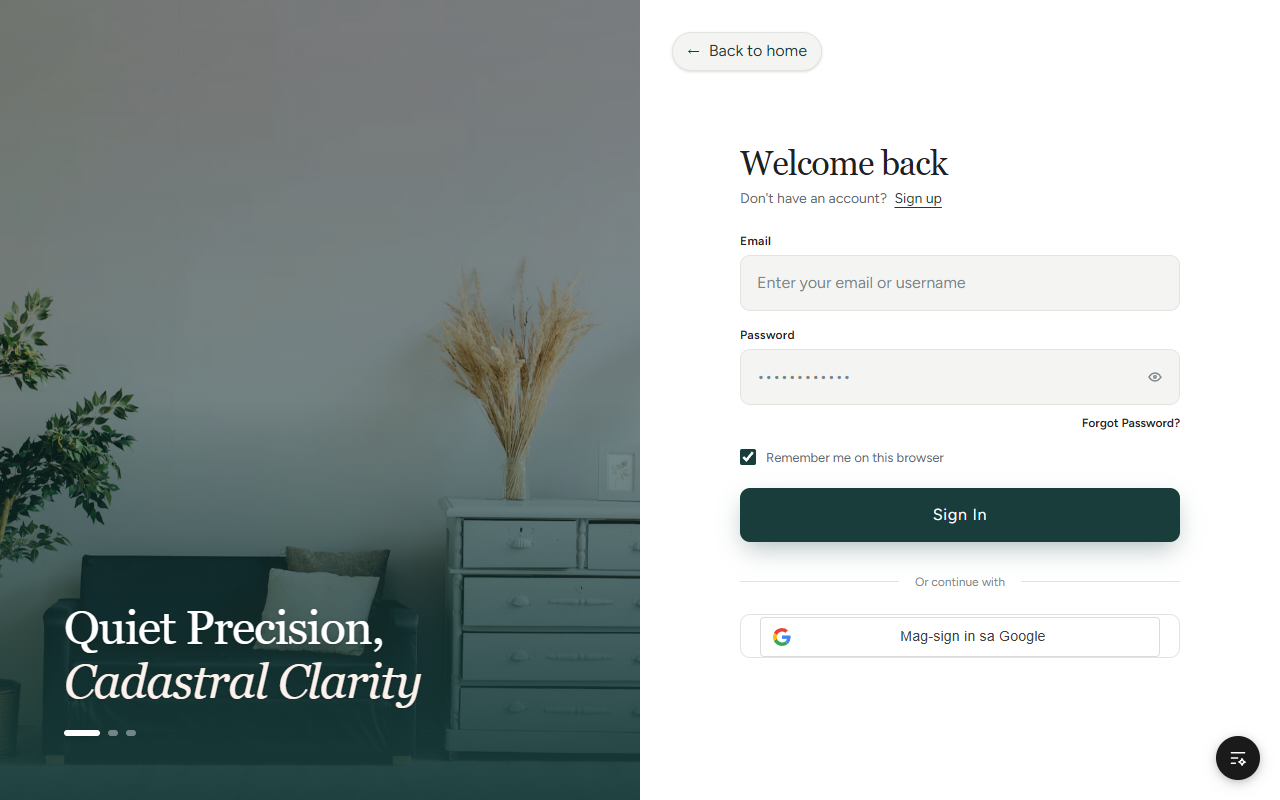 ← Back to home
Welcome back
Don't have an account? Sign up
Email
Enter your email or username
Password
••••••••••••
Forgot Password?
Remember me on this browser
Sign In
Or continue with
Mag-sign in sa Google
Quiet Precision,
Cadastral Clarity